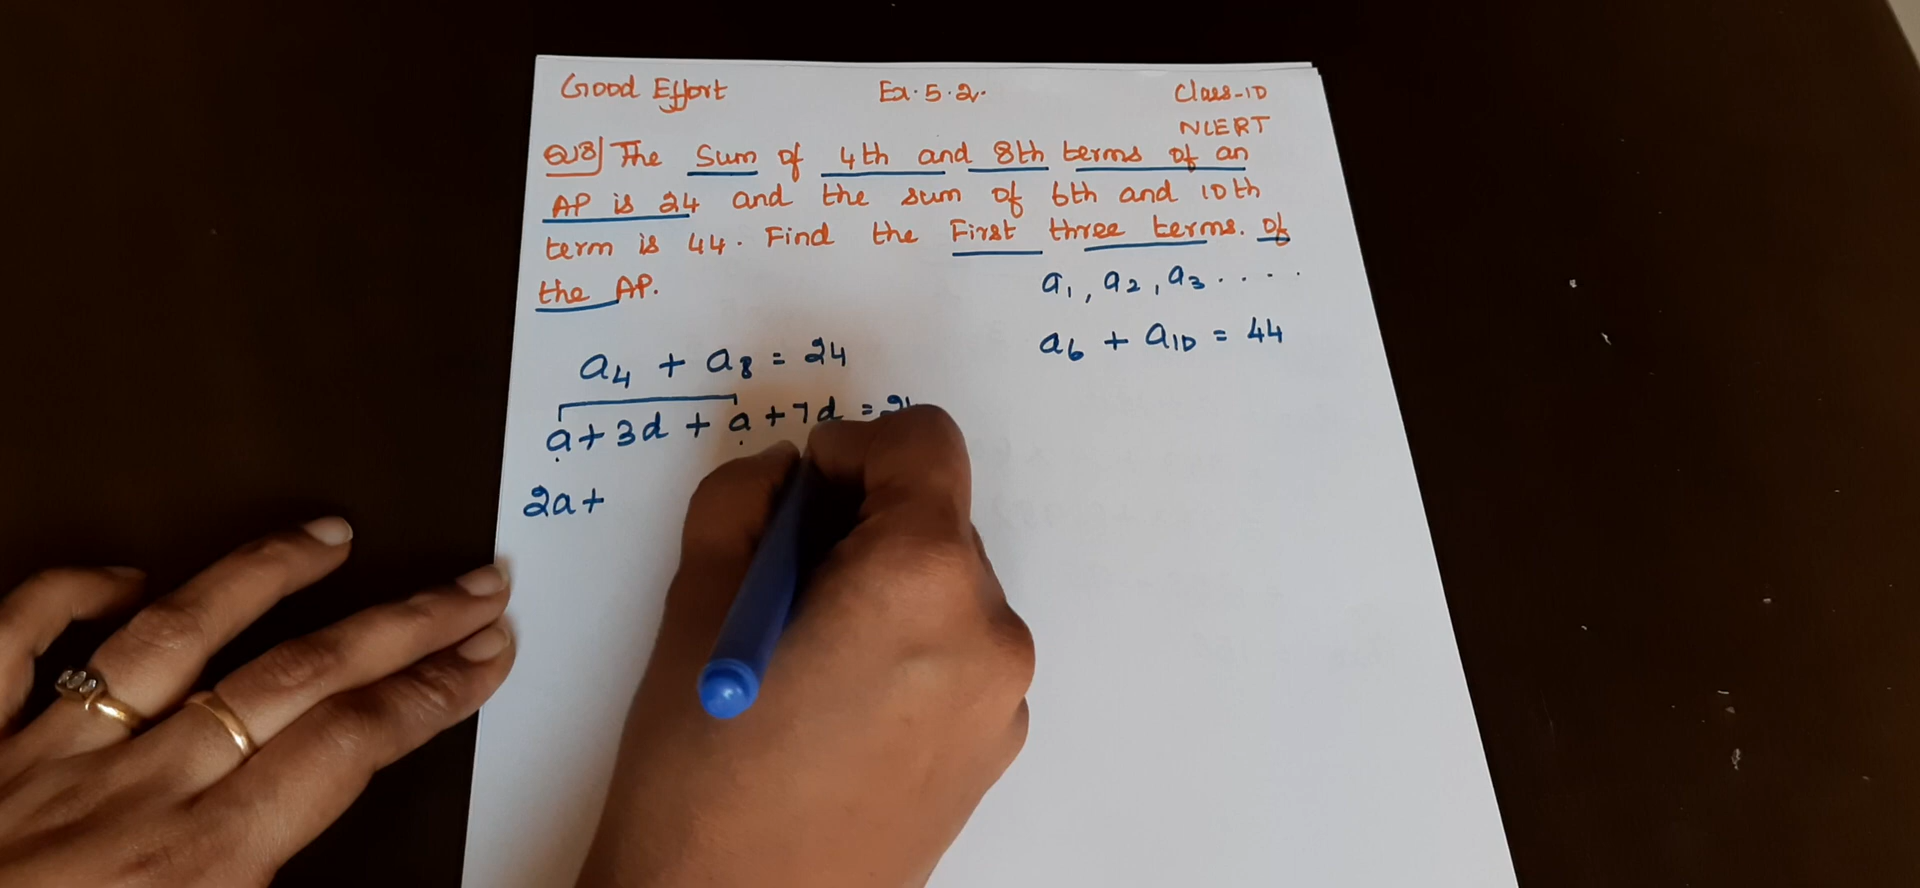 Good Effort Ex. 5.2. Class-10
NCERT
Q18) The Sum of 4th and 8th terms of an
AP is 24 and the sum of 6th and 10th
term is 44. Find the First three terms. of
the AP.
a₁, a₂, a₃ . . . .
a₄ + a₈ = 24
a₆ + a₁₀ = 44
a + 3d + a + 7d = 24
2a +